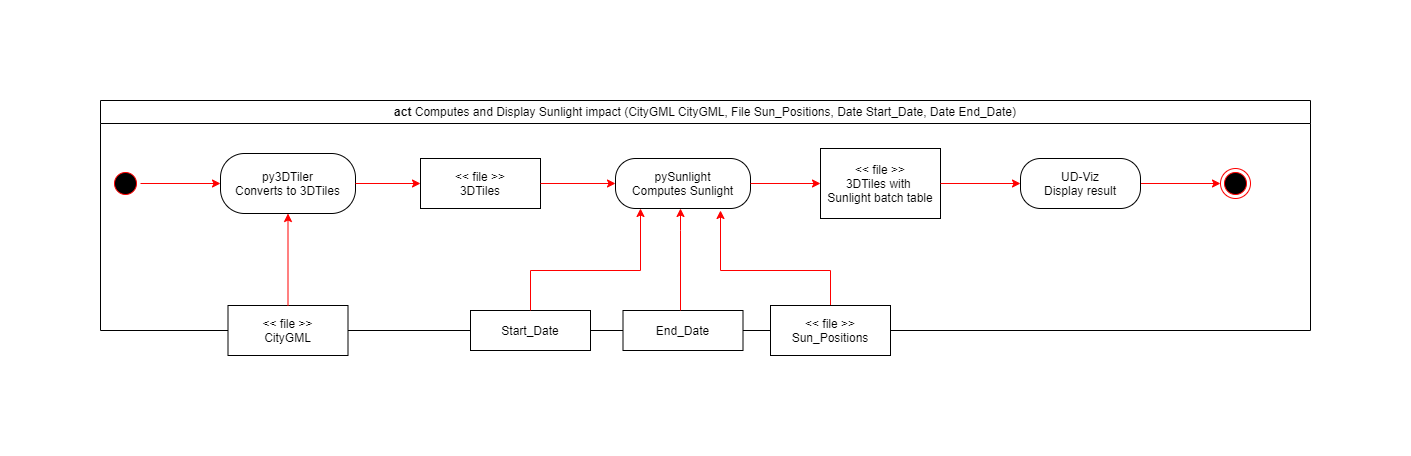 act Computes and Display Sunlight impact (CityGML CityGML, File Sun_Positions, Date Start_Date, Date End_Date)
py3DTiler
Converts to 3DTiles
<< file >>
3DTiles
pySunlight
Computes Sunlight
<< file >>
3DTiles with
Sunlight batch table
UD-Viz
Display result
<< file >>
CityGML
Start_Date
End_Date
<< file >>
Sun_Positions